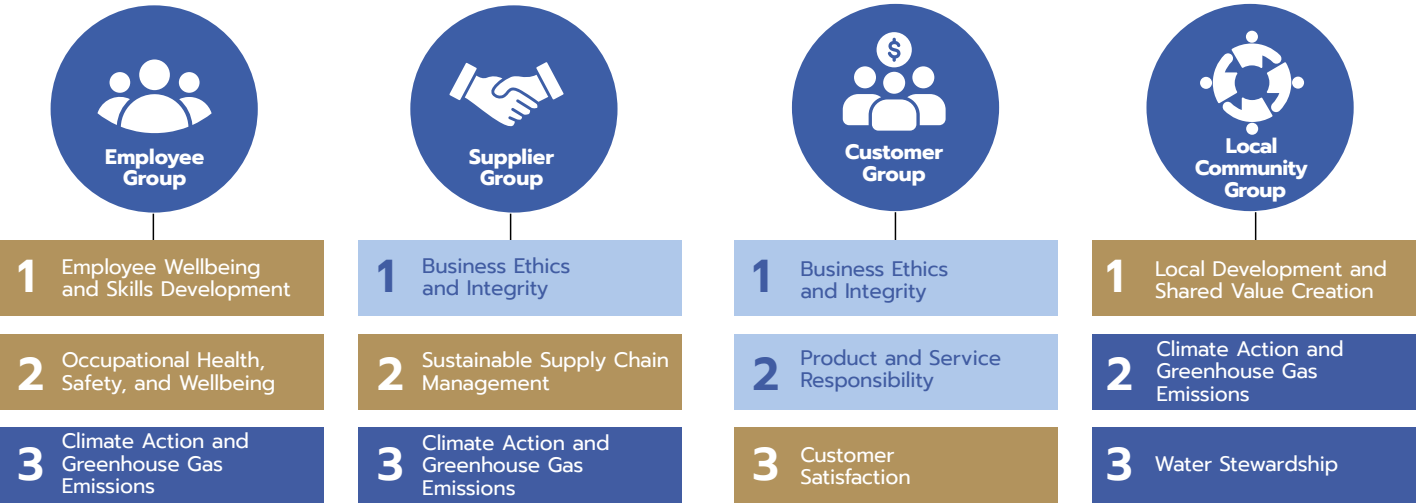 Employee
Group
1
Employee Wellbeing
and Skills Development
2
Occupational Health,
Safety, and Wellbeing
3
Climate Action and
Greenhouse Gas
Emissions
Supplier
Group
1
Business Ethics
and Integrity
2
Sustainable Supply Chain
Management
3
Climate Action and
Greenhouse Gas
Emissions
$
Customer
Group
1
Business Ethics
and Integrity
2
Product and Service
Responsibility
3
Customer
Satisfaction
Local
Community
Group
1
Local Development and
Shared Value Creation
2
Climate Action and
Greenhouse Gas
Emissions
3
Water Stewardship